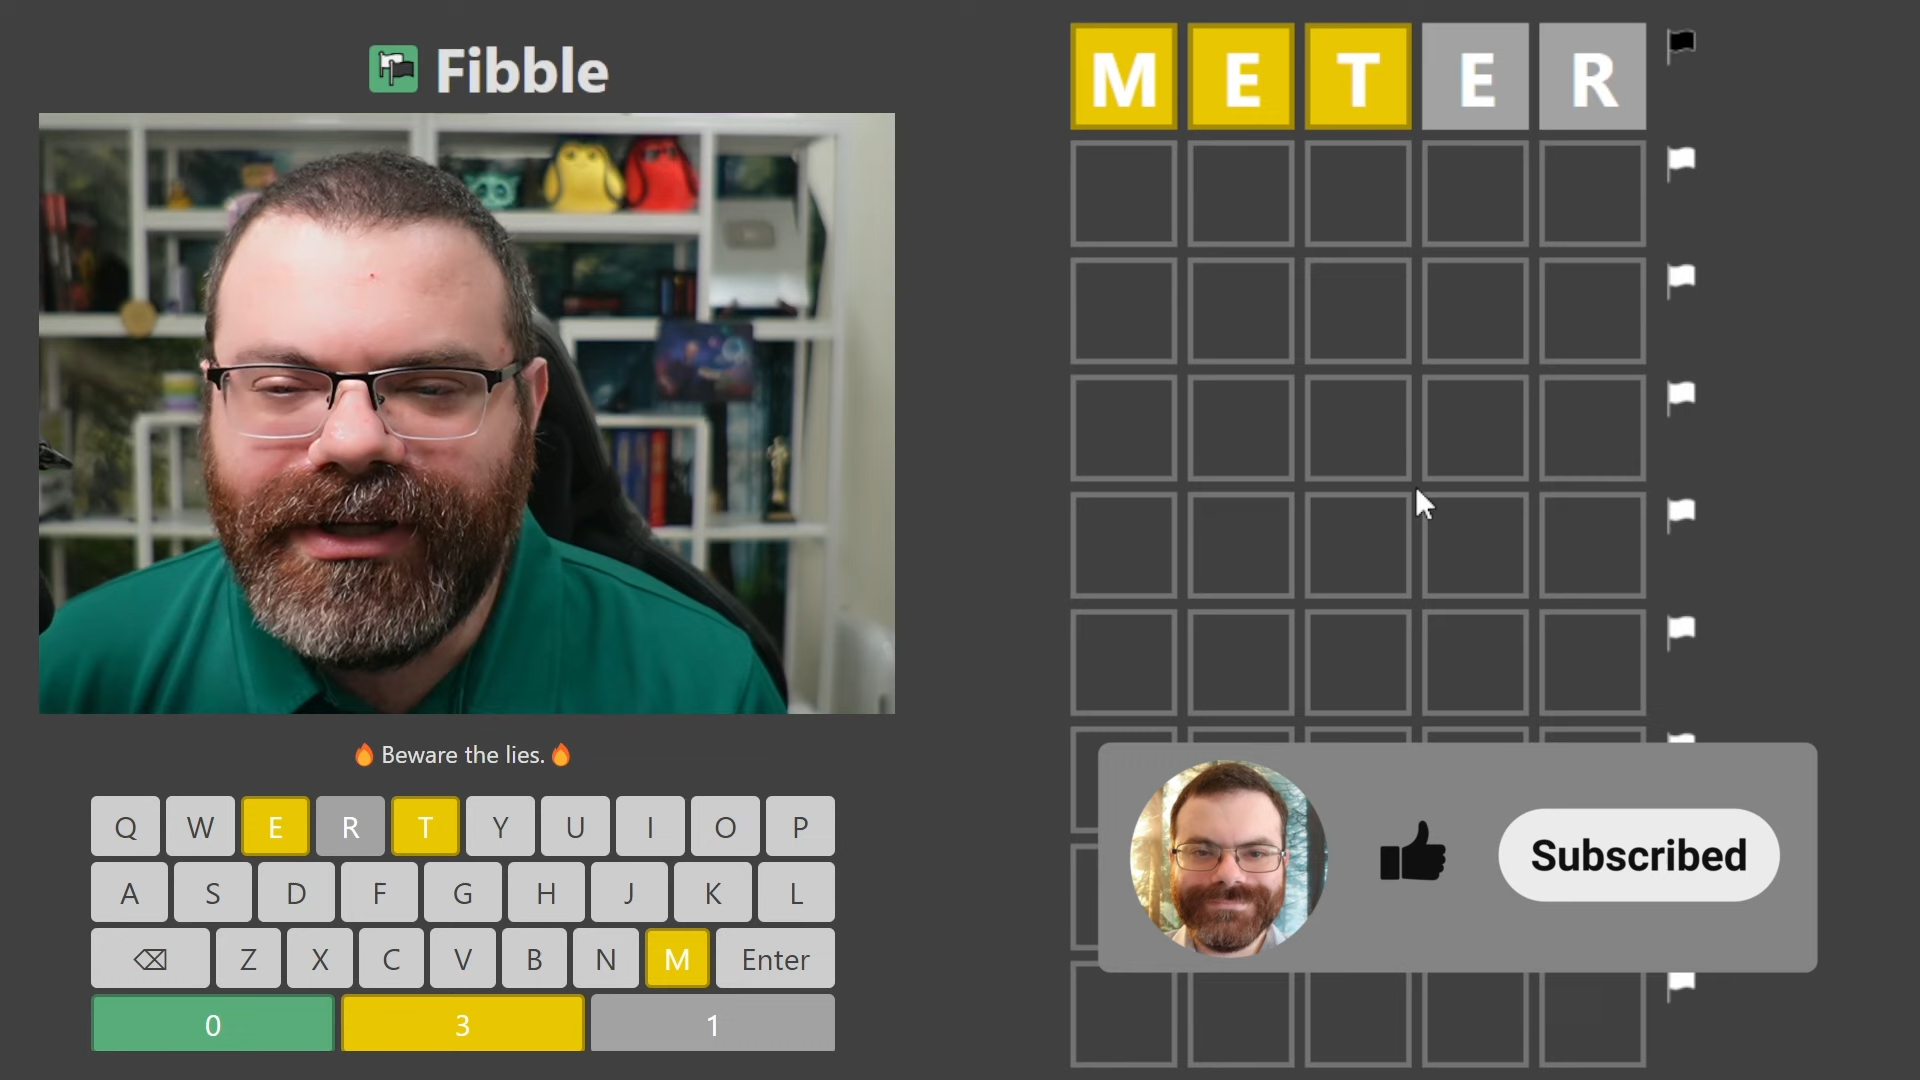 Fibble
METER
🔥 Beware the lies. 🔥
Q W E R T Y U I O P
A S D F G H J K L
⌫ Z X C V B N M Enter
0 3 1
Subscribed